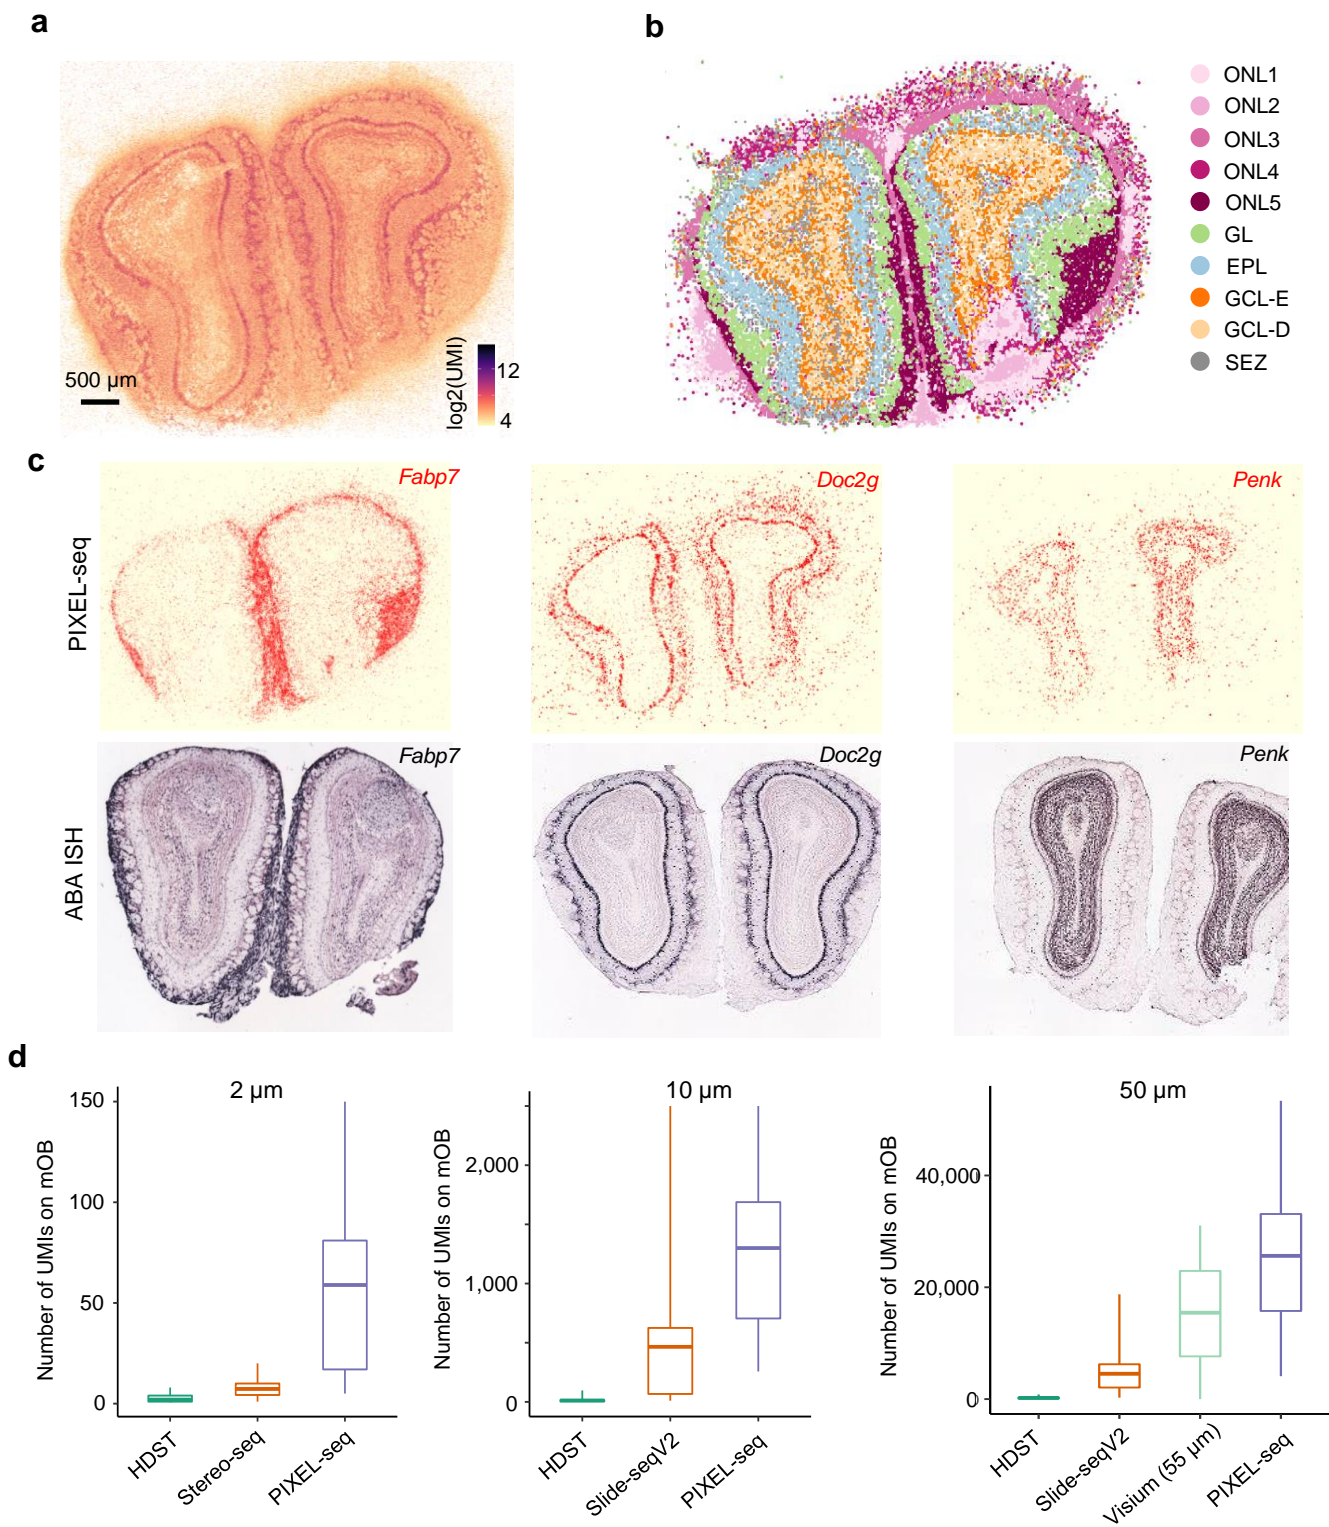 a
500 µm
log2(UMI)
12
4
b
ONL1
ONL2
ONL3
ONL4
ONL5
GL
EPL
GCL-E
GCL-D
SEZ
c
PIXEL-seq
Fabp7
Doc2g
Penk
ABA ISH
Fabp7
Doc2g
Penk
d
2 µm
Number of UMIs on mOB
150
100
50
0
HDST
Stereo-seq
PIXEL-seq
10 µm
Number of UMIs on mOB
2,000
1,000
0
HDST
Slide-seqV2
PIXEL-seq
50 µm
Number of UMIs on mOB
40,000
20,000
0
HDST
Slide-seqV2
Visium (55 µm)
PIXEL-seq